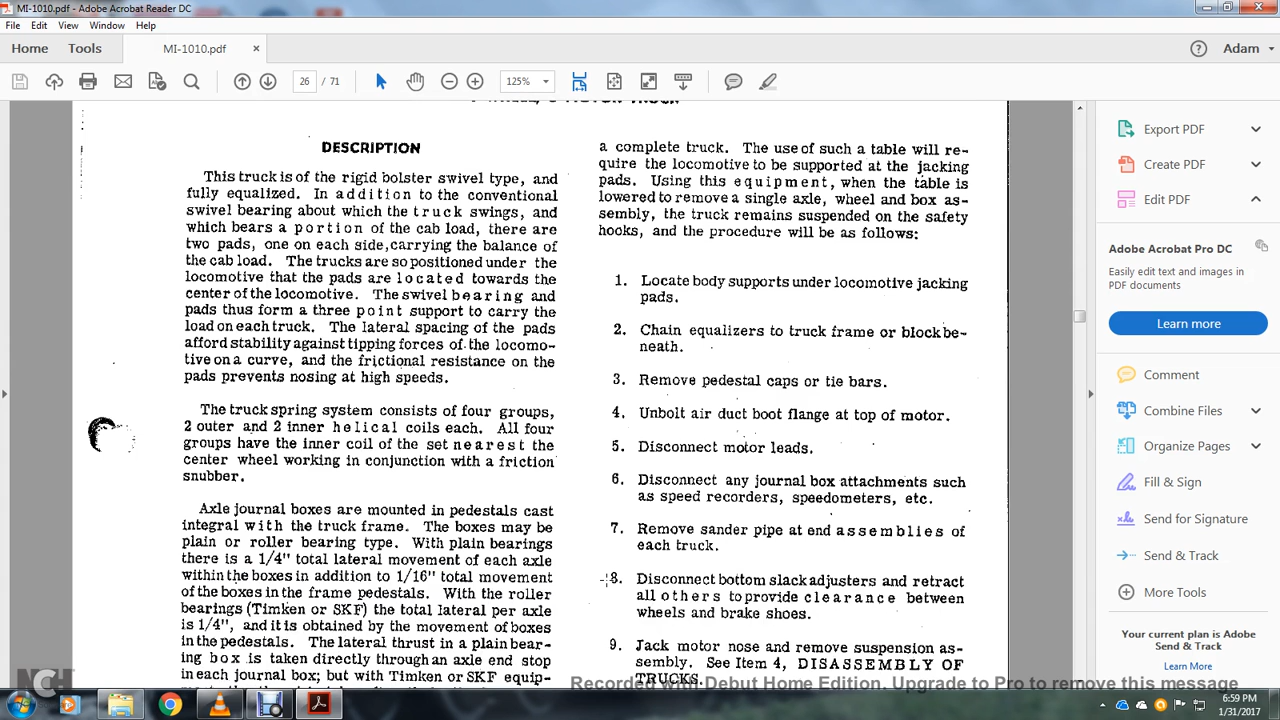 MI-1010.pdf - Adobe Acrobat Reader DC
File Edit View Window Help
Home Tools MI-1010.pdf × Adam
26 / 71 125%
DESCRIPTION
This truck is of the rigid bolster swivel type, and
fully equalized. In addition to the conventional
swivel bearing about which the truck swings, and
which bears a portion of the cab load, there are
two pads, one on each side, carrying the balance of
the cab load. The trucks are so positioned under the
locomotive that the pads are located towards the
center of the locomotive. The swivel bearing and
pads thus form a three point support to carry the
load on each truck. The lateral spacing of the pads
afford stability against tipping forces of the locomo-
tive on a curve, and the frictional resistance on the
pads prevents nosing at high speeds.
The truck spring system consists of four groups,
2 outer and 2 inner helical coils each. All four
groups have the inner coil of the set nearest the
center wheel working in conjunction with a friction
snubber.
Axle journal boxes are mounted in pedestals cast
integral with the truck frame. The boxes may be
plain or roller bearing type. With plain bearings
there is a 1/4" total lateral movement of each axle
within the boxes in addition to 1/16" total movement
of the boxes in the frame pedestals. With the roller
bearings (Timken or SKF) the total lateral per axle
is 1/4", and it is obtained by the movement of boxes
in the pedestals. The lateral thrust in a plain bear-
ing box is taken directly through an axle end stop
in each journal box; but with Timken or SKF equip-
a complete truck. The use of such a table will re-
quire the locomotive to be supported at the jacking
pads. Using this equipment, when the table is
lowered to remove a single axle, wheel and box as-
sembly, the truck remains suspended on the safety
hooks, and the procedure will be as follows:
1. Locate body supports under locomotive jacking
pads.
2. Chain equalizers to truck frame or block be-
neath.
3. Remove pedestal caps or tie bars.
4. Unbolt air duct boot flange at top of motor.
5. Disconnect motor leads.
6. Disconnect any journal box attachments such
as speed recorders, speedometers, etc.
7. Remove sander pipe at end assemblies of
each truck.
8. Disconnect bottom slack adjusters and retract
all others to provide clearance between
wheels and brake shoes.
9. Jack motor nose and remove suspension as-
sembly. See Item 4, DISASSEMBLY OF
TRUCKS.
Export PDF
Create PDF
Edit PDF
Adobe Acrobat Pro DC
Easily edit text and images in
PDF documents
Learn more
Comment
Combine Files
Organize Pages
Fill & Sign
Send for Signature
Send & Track
More Tools
Your current plan is Adobe
Send & Track
Learn More
NCH
Recorded with Debut Home Edition. Upgrade to Pro to remove this message
6:59 PM
1/31/2017